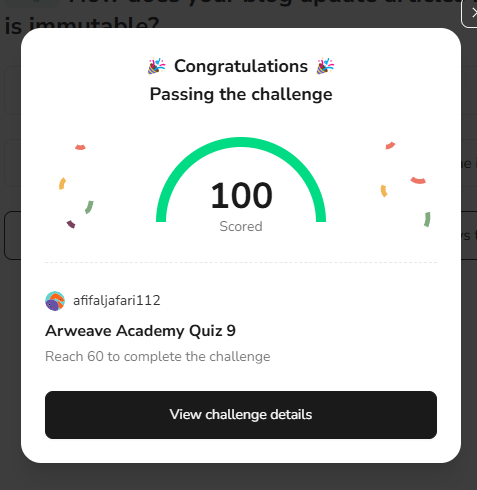 How does your blog update articles
is immutable?
🎉 Congratulations 🎉
Passing the challenge
100
Scored
afifaljafari112
Arweave Academy Quiz 9
Reach 60 to complete the challenge
View challenge details